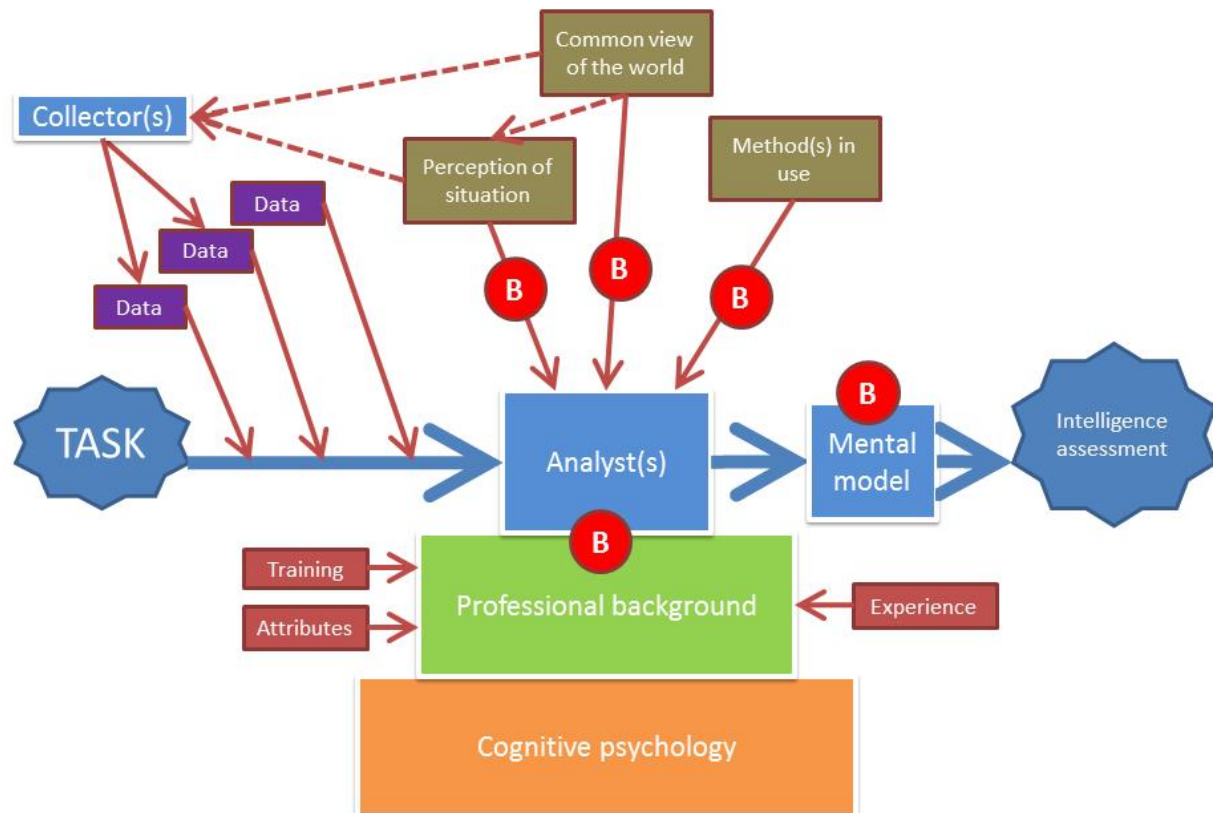 Common view
of the world
Collector(s)
Perception of
situation
Method(s) in
use
Data
Data
Data
B
B
B
B
TASK
Analyst(s)
Mental
model
Intelligence
assessment
B
Training
Attributes
Professional background
Experience
Cognitive psychology